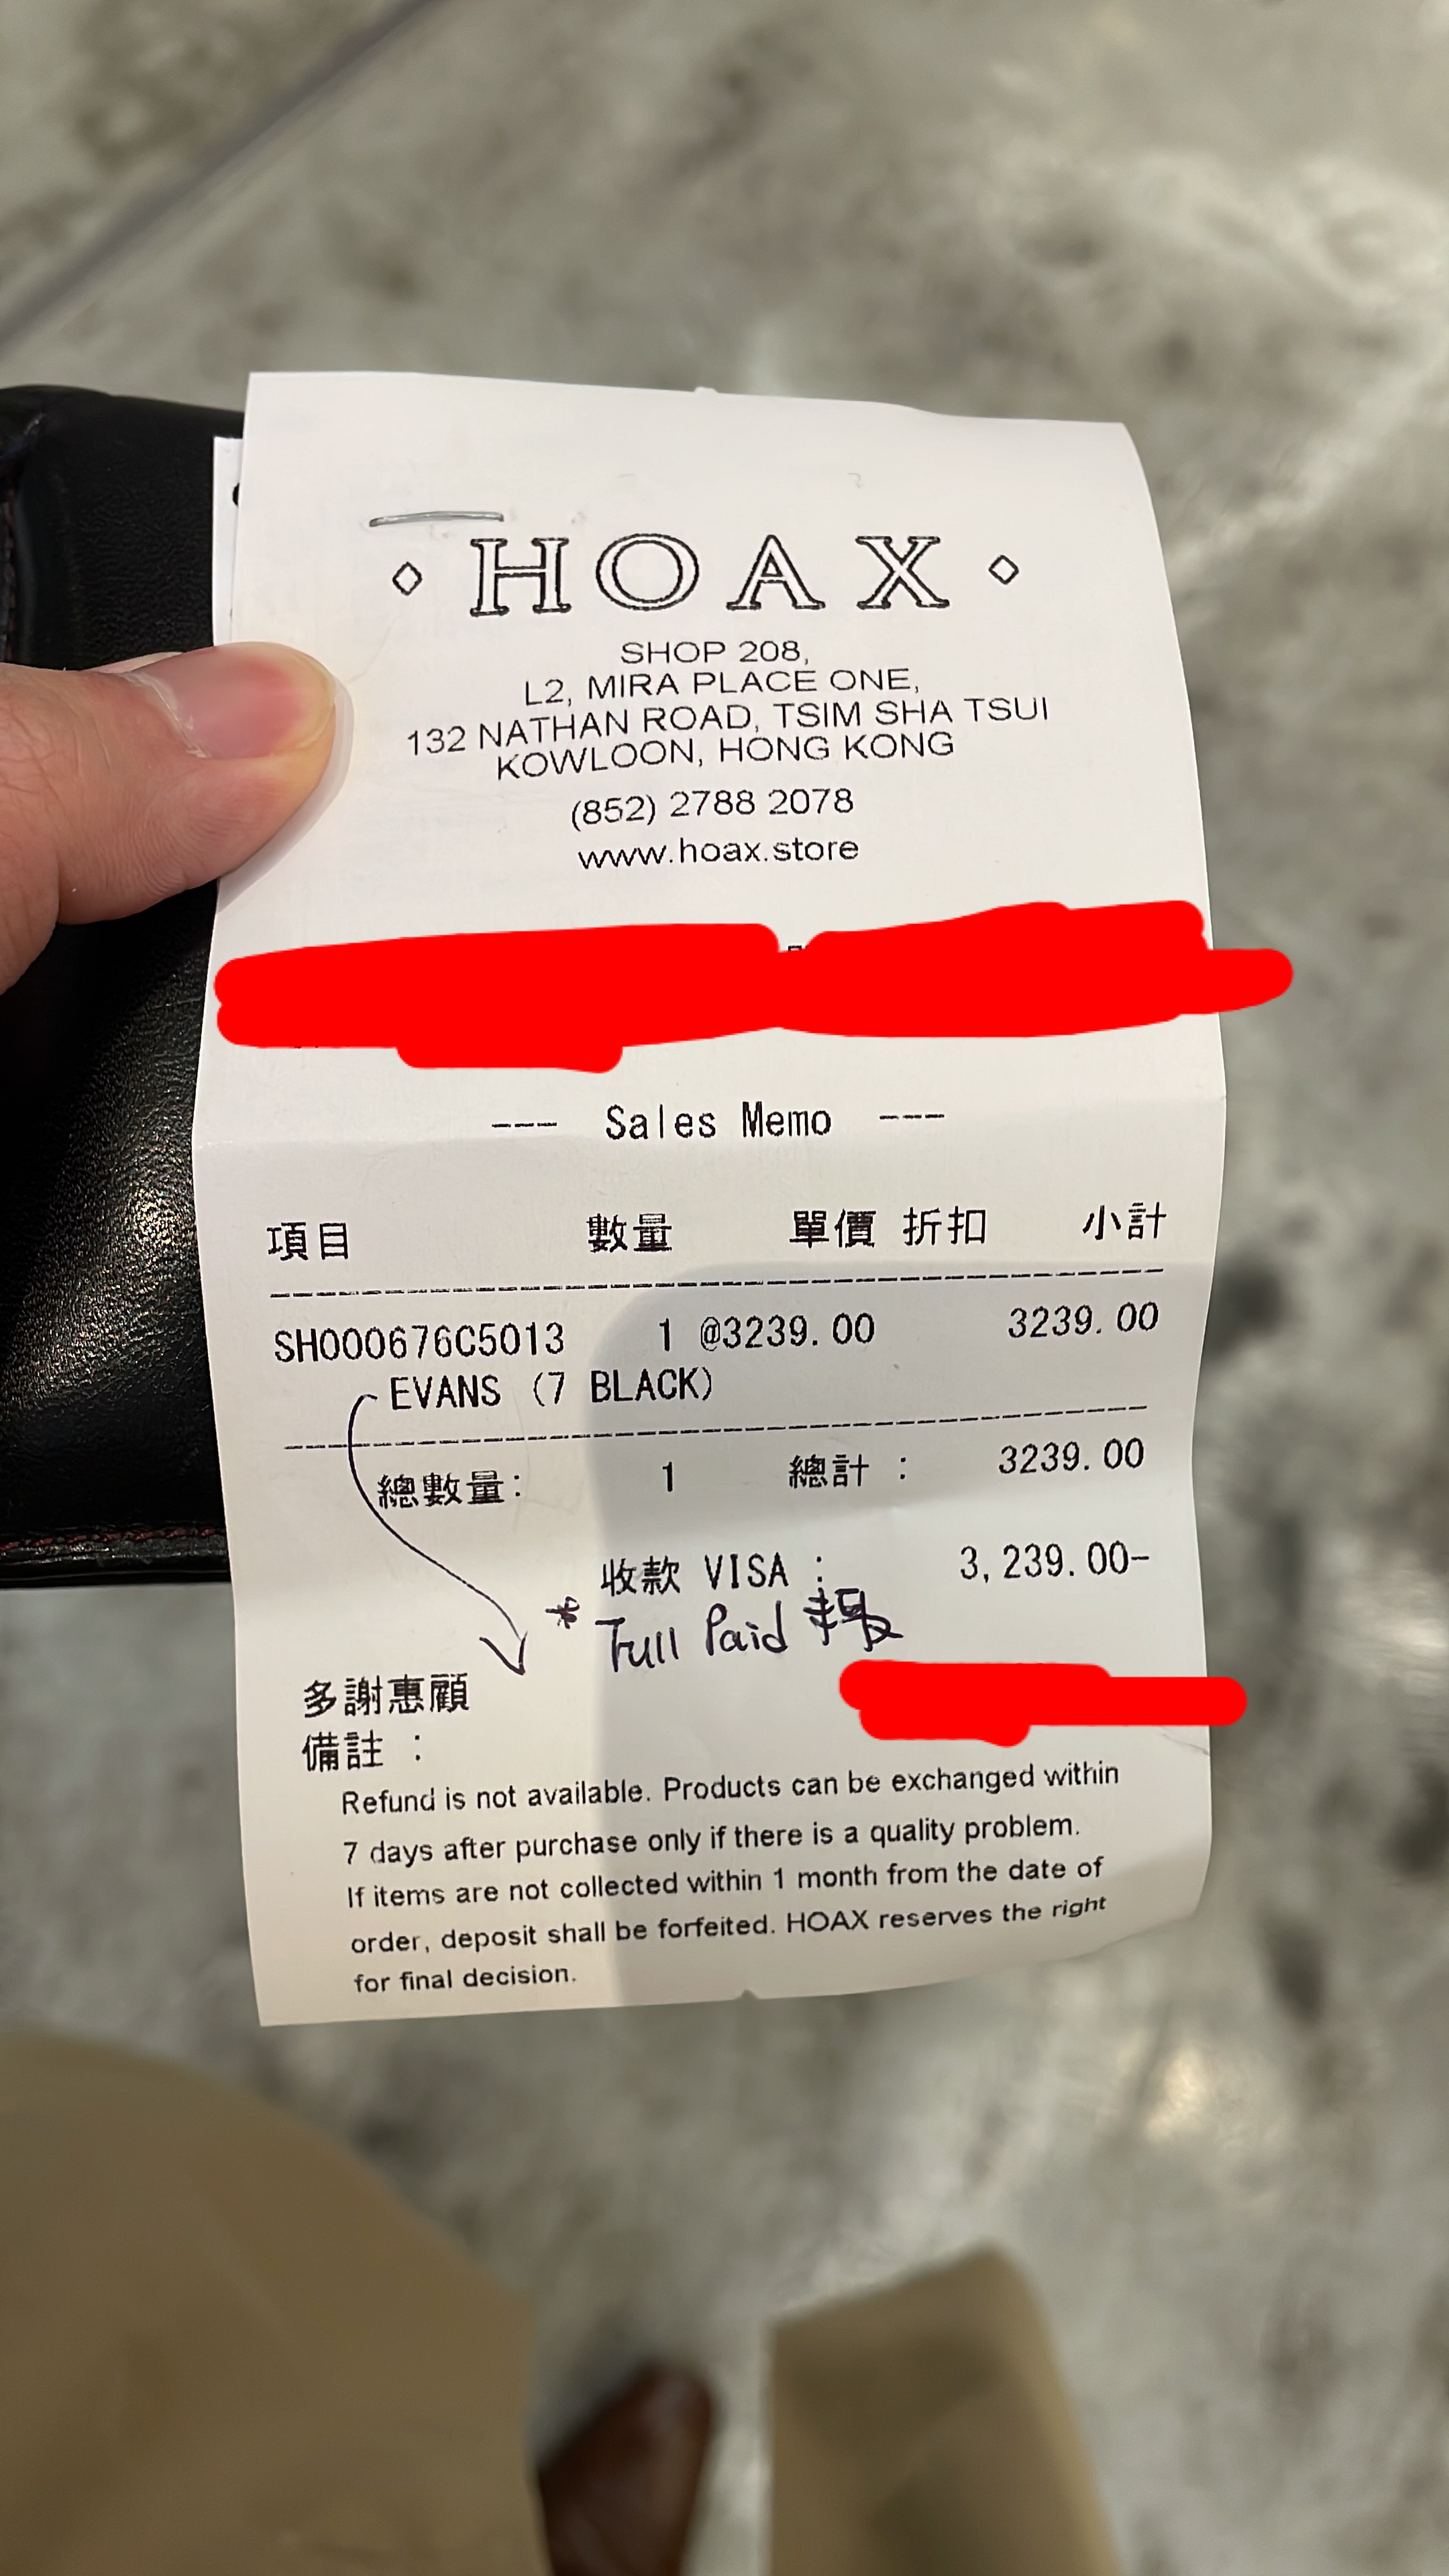 HOAX
SHOP 208,
L2, MIRA PLACE ONE,
132 NATHAN ROAD, TSIM SHA TSUI
KOWLOON, HONG KONG
(852) 2788 2078
www.hoax.store
--- Sales Memo ---
項目 數量 單價 折扣 小計
SH000676C5013 1 @3239.00 3239.00
EVANS (7 BLACK)
總數量: 1 總計 : 3239.00
收款 VISA : 3,239.00-
* Full Paid
多謝惠顧
備註 :
Refund is not available. Products can be exchanged within
7 days after purchase only if there is a quality problem.
If items are not collected within 1 month from the date of
order, deposit shall be forfeited. HOAX reserves the right
for final decision.